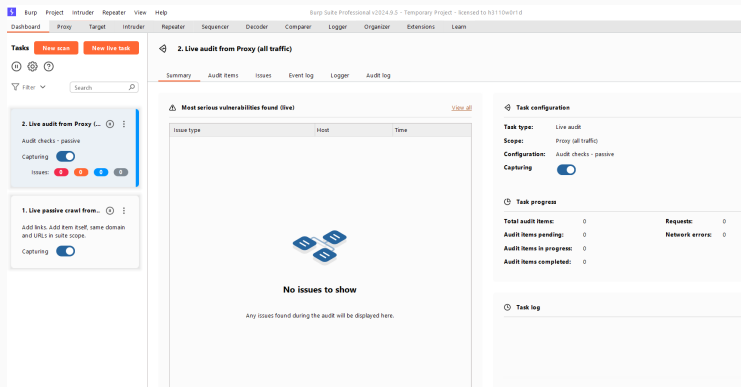 Burp Project Intruder Repeater View Help
Burp Suite Professional v2024.9.5 - Temporary Project - licensed to h3110w0r1d
Dashboard Proxy Target Intruder Repeater Sequencer Decoder Comparer Logger Organizer Extensions Learn
Tasks New scan New live task
Filter Search
2. Live audit from Proxy (...
Audit checks - passive
Capturing
Issues: 0 0 0 0
1. Live passive crawl from...
Add links. Add item itself, same domain
and URLs in suite scope.
Capturing
2. Live audit from Proxy (all traffic)
Summary Audit items Issues Event log Logger Audit log
Most serious vulnerabilities found (live) View all
Issue type Host Time
No issues to show
Any issues found during the audit will be displayed here.
Task configuration
Task type: Live audit
Scope: Proxy (all traffic)
Configuration: Audit checks - passive
Capturing
Task progress
Total audit items: 0 Requests: 0
Audit items pending: 0 Network errors: 0
Audit items in progress: 0
Audit items completed: 0
Task log